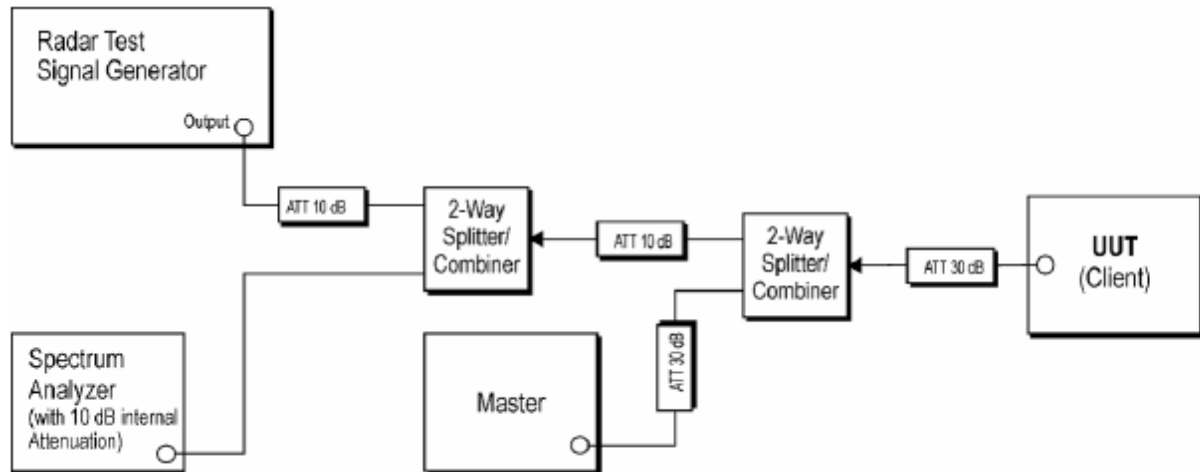 Radar Test
Signal Generator
Output
ATT 10 dB
2-Way
Splitter/
Combiner
ATT 10 dB
2-Way
Splitter/
Combiner
ATT 30 dB
UUT
(Client)
Spectrum
Analyzer
(with 10 dB internal
Attenuation)
Master
ATT 30 dB